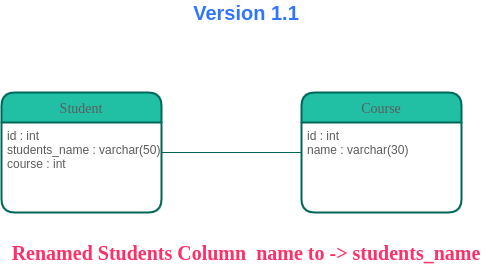 Version 1.1
Student
id : int
students_name : varchar(50)
course : int
Course
id : int
name : varchar(30)
Renamed Students Column name to -> students_name